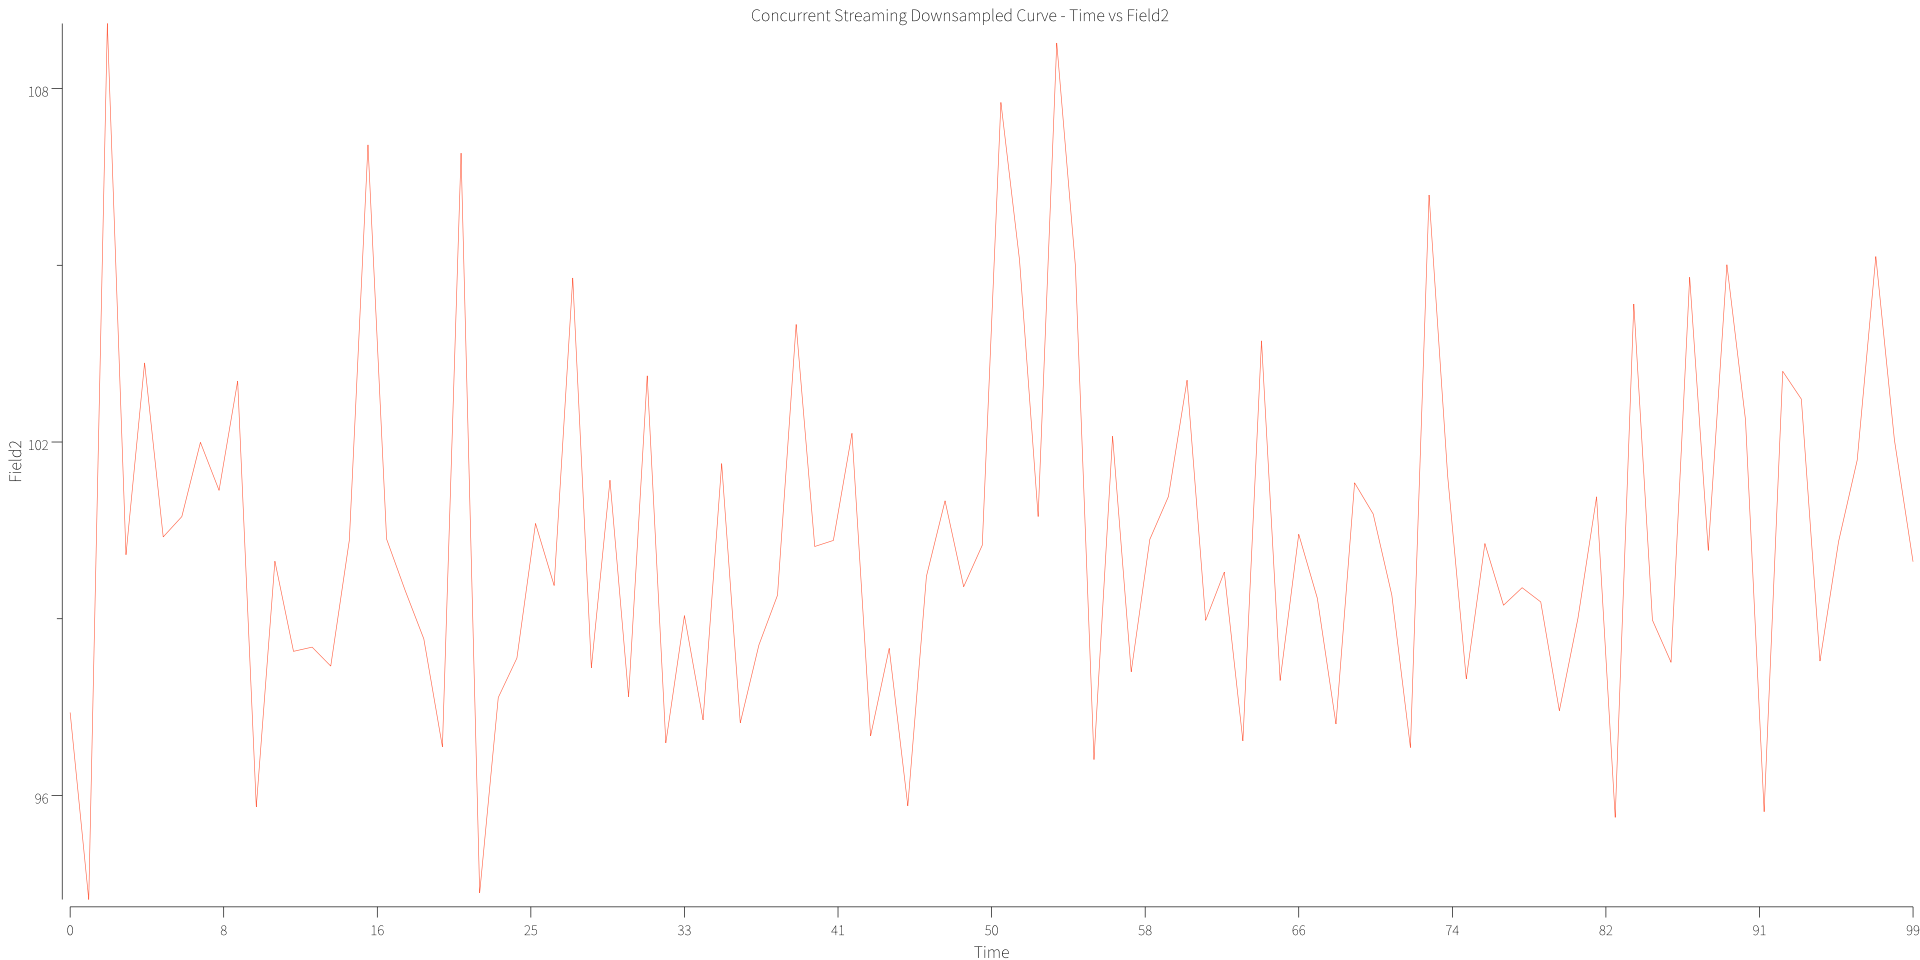 Concurrent Streaming Downsampled Curve - Time vs Field2
108
102
96
Field2
0 8 16 25 33 41 50 58 66 74 82 91 99
Time